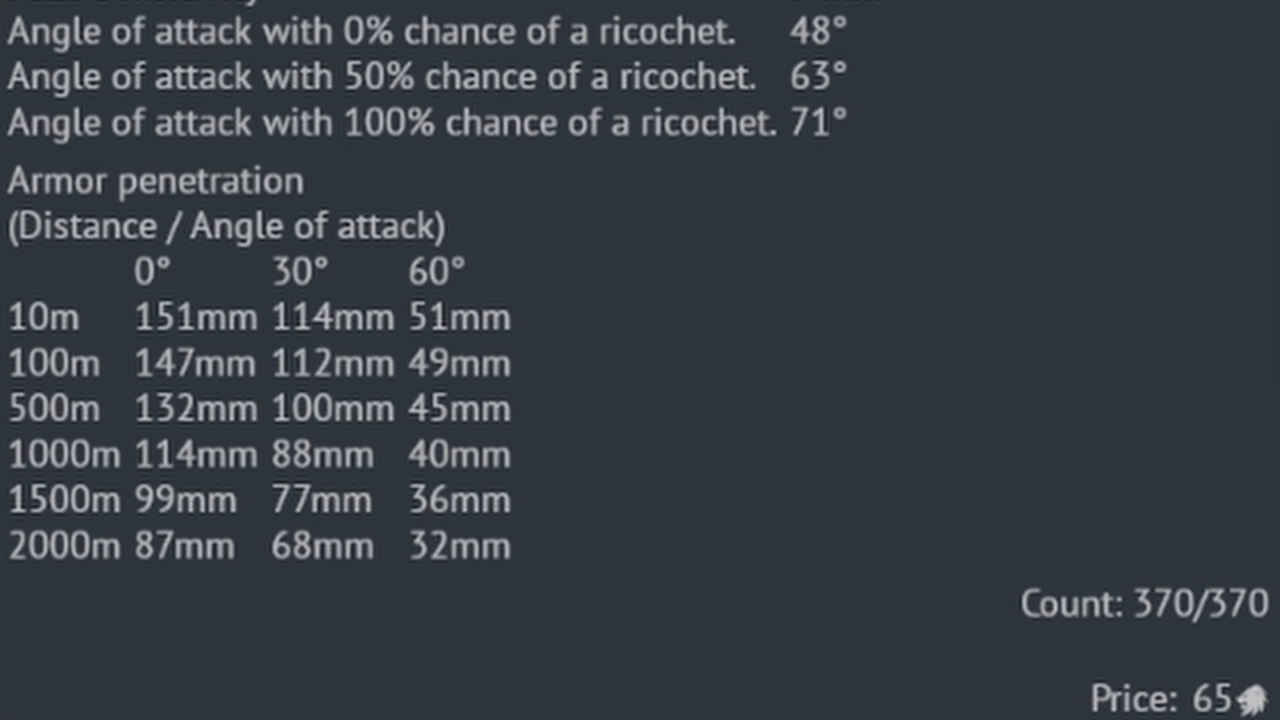 Angle of attack with 0% chance of a ricochet. 48°
Angle of attack with 50% chance of a ricochet. 63°
Angle of attack with 100% chance of a ricochet. 71°
Armor penetration
(Distance / Angle of attack)
0° 30° 60°
10m 151mm 114mm 51mm
100m 147mm 112mm 49mm
500m 132mm 100mm 45mm
1000m 114mm 88mm 40mm
1500m 99mm 77mm 36mm
2000m 87mm 68mm 32mm
Count: 370/370
Price: 65